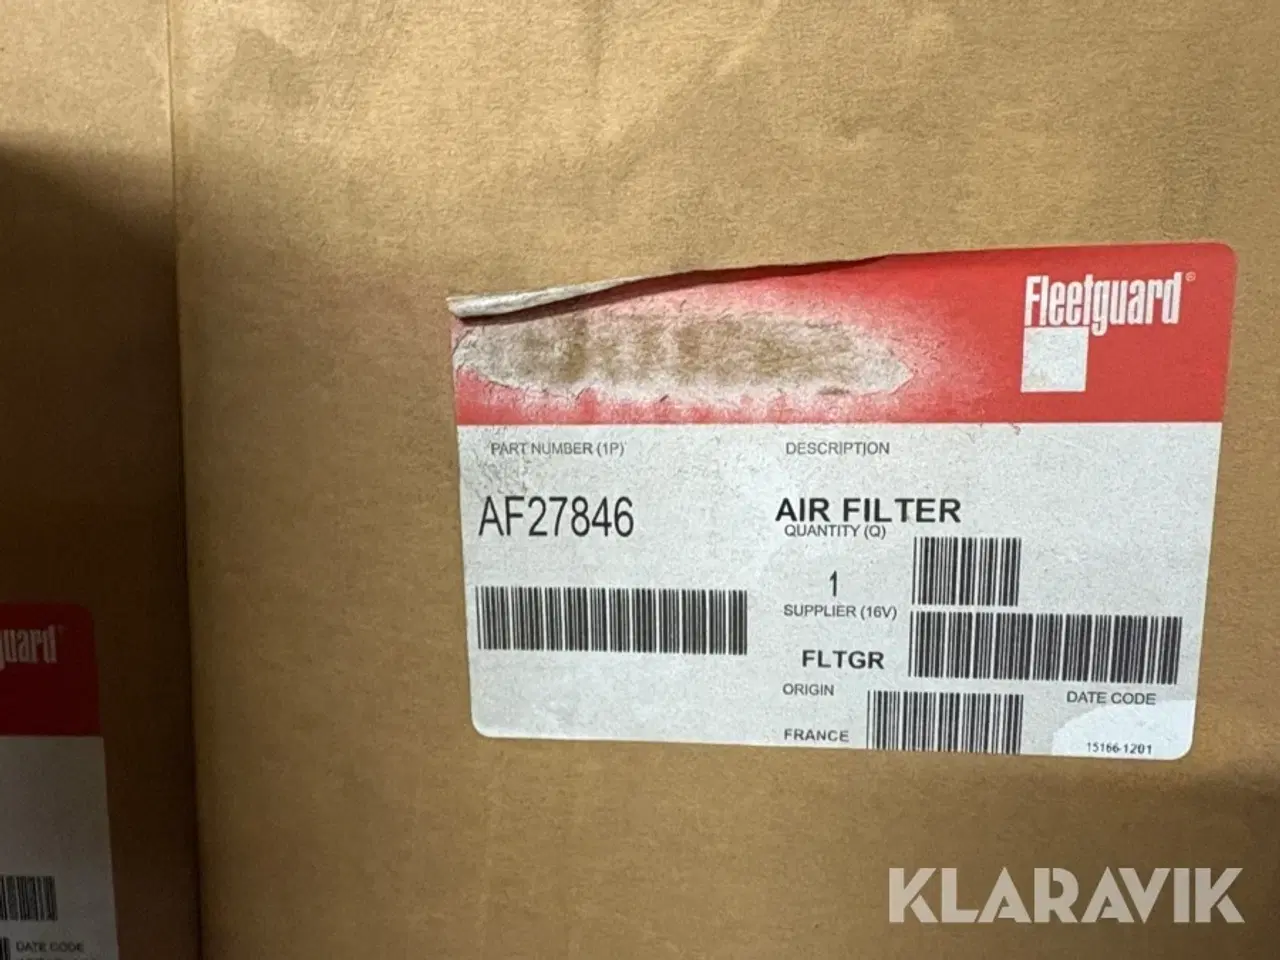 Fleetguard®
PART NUMBER (1P)
DESCRIPTION
AF27846
AIR FILTER
QUANTITY (Q)
1
SUPPLIER (16V)
FLTGR
ORIGIN
DATE CODE
FRANCE
15166-1201
uard
DATE CODE
KLARAVIK